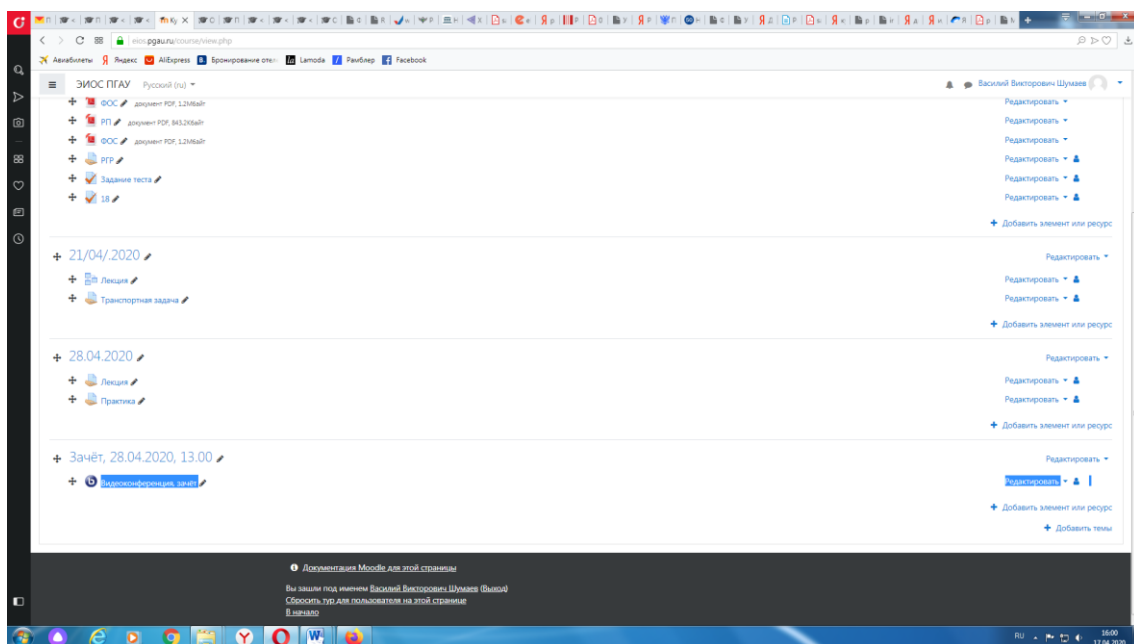 eios.pgau.ru/course/view.php
Авиабилеты Яндекс AliExpress Бронирование отел Lamoda Рамблер Facebook
ЭИОС ПГАУ Русский (ru) Василий Викторович Шумаев
ФОС документ PDF, 1.2Мбайт Редактировать
РП документ PDF, 843.2Кбайт Редактировать
ФОС документ PDF, 1.2Мбайт Редактировать
РГР Редактировать
Задание теста Редактировать
18 Редактировать
Добавить элемент или ресурс
21/04/.2020 Редактировать
Лекция Редактировать
Транспортная задача Редактировать
Добавить элемент или ресурс
28.04.2020 Редактировать
Лекция Редактировать
Практика Редактировать
Добавить элемент или ресурс
Зачёт, 28.04.2020, 13.00 Редактировать
Видеоконференция, зачёт Редактировать
Добавить элемент или ресурс
Добавить темы
Документация Moodle для этой страницы
Вы зашли под именем Василий Викторович Шумаев (Выход)
Сбросить тур для пользователя на этой странице
В начало
RU 16:00
17.04.2020